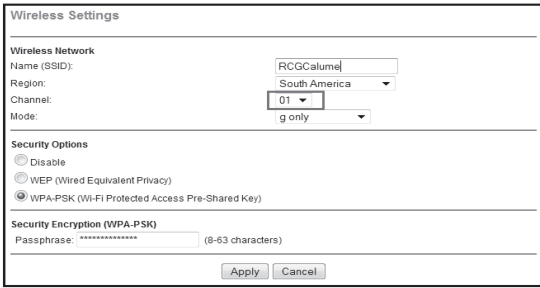 Wireless Settings
Wireless Network
Name (SSID): RCGCalume
Region: South America
Channel: 01
Mode: g only
Security Options
Disable
WEP (Wired Equivalent Privacy)
WPA-PSK (Wi-Fi Protected Access Pre-Shared Key)
Security Encryption (WPA-PSK)
Passphrase: ************** (8-63 characters)
Apply Cancel